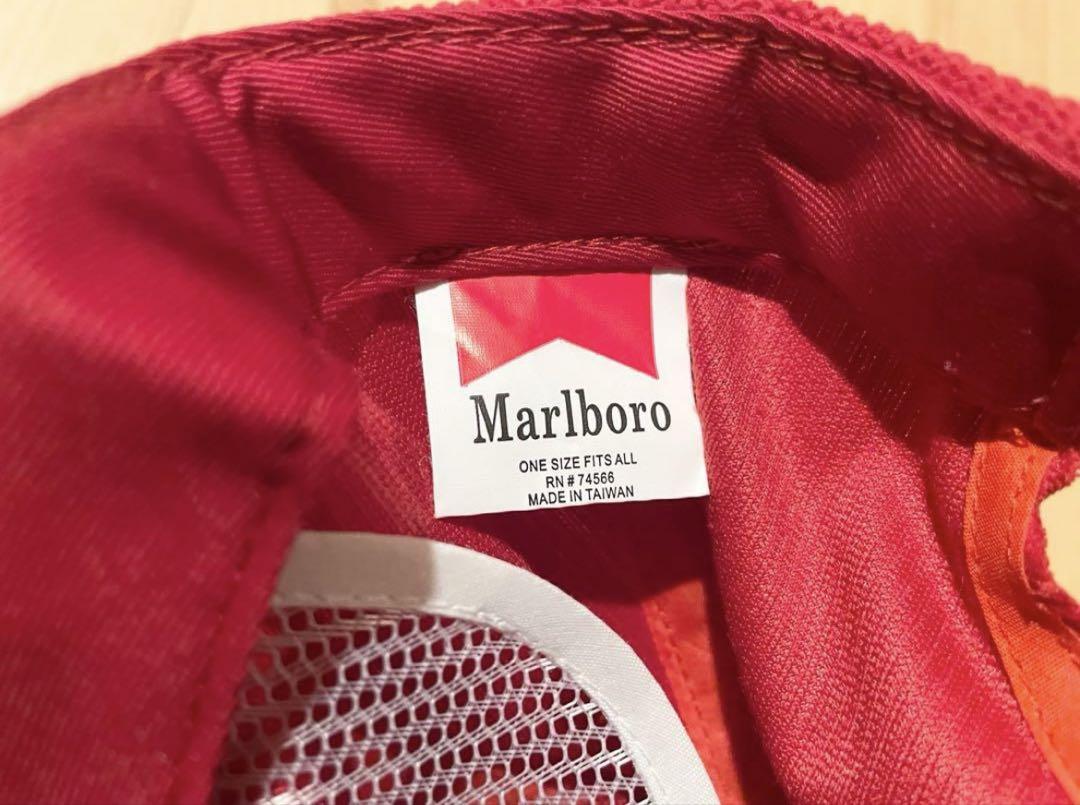 Marlboro
ONE SIZE FITS ALL
RN # 74566
MADE IN TAIWAN